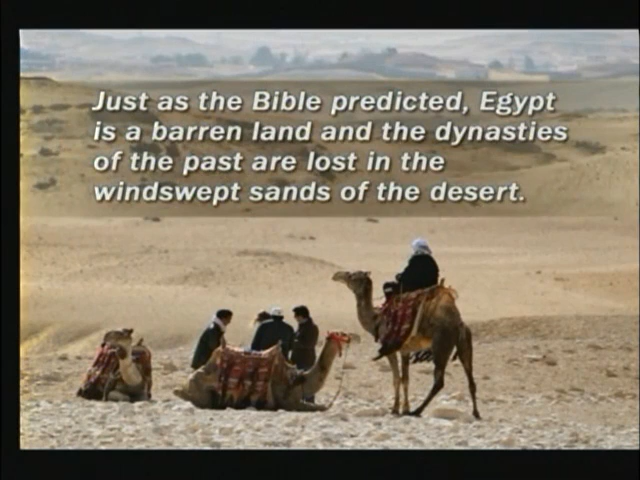 Just as the Bible predicted, Egypt
is a barren land and the dynasties
of the past are lost in the
windswept sands of the desert.